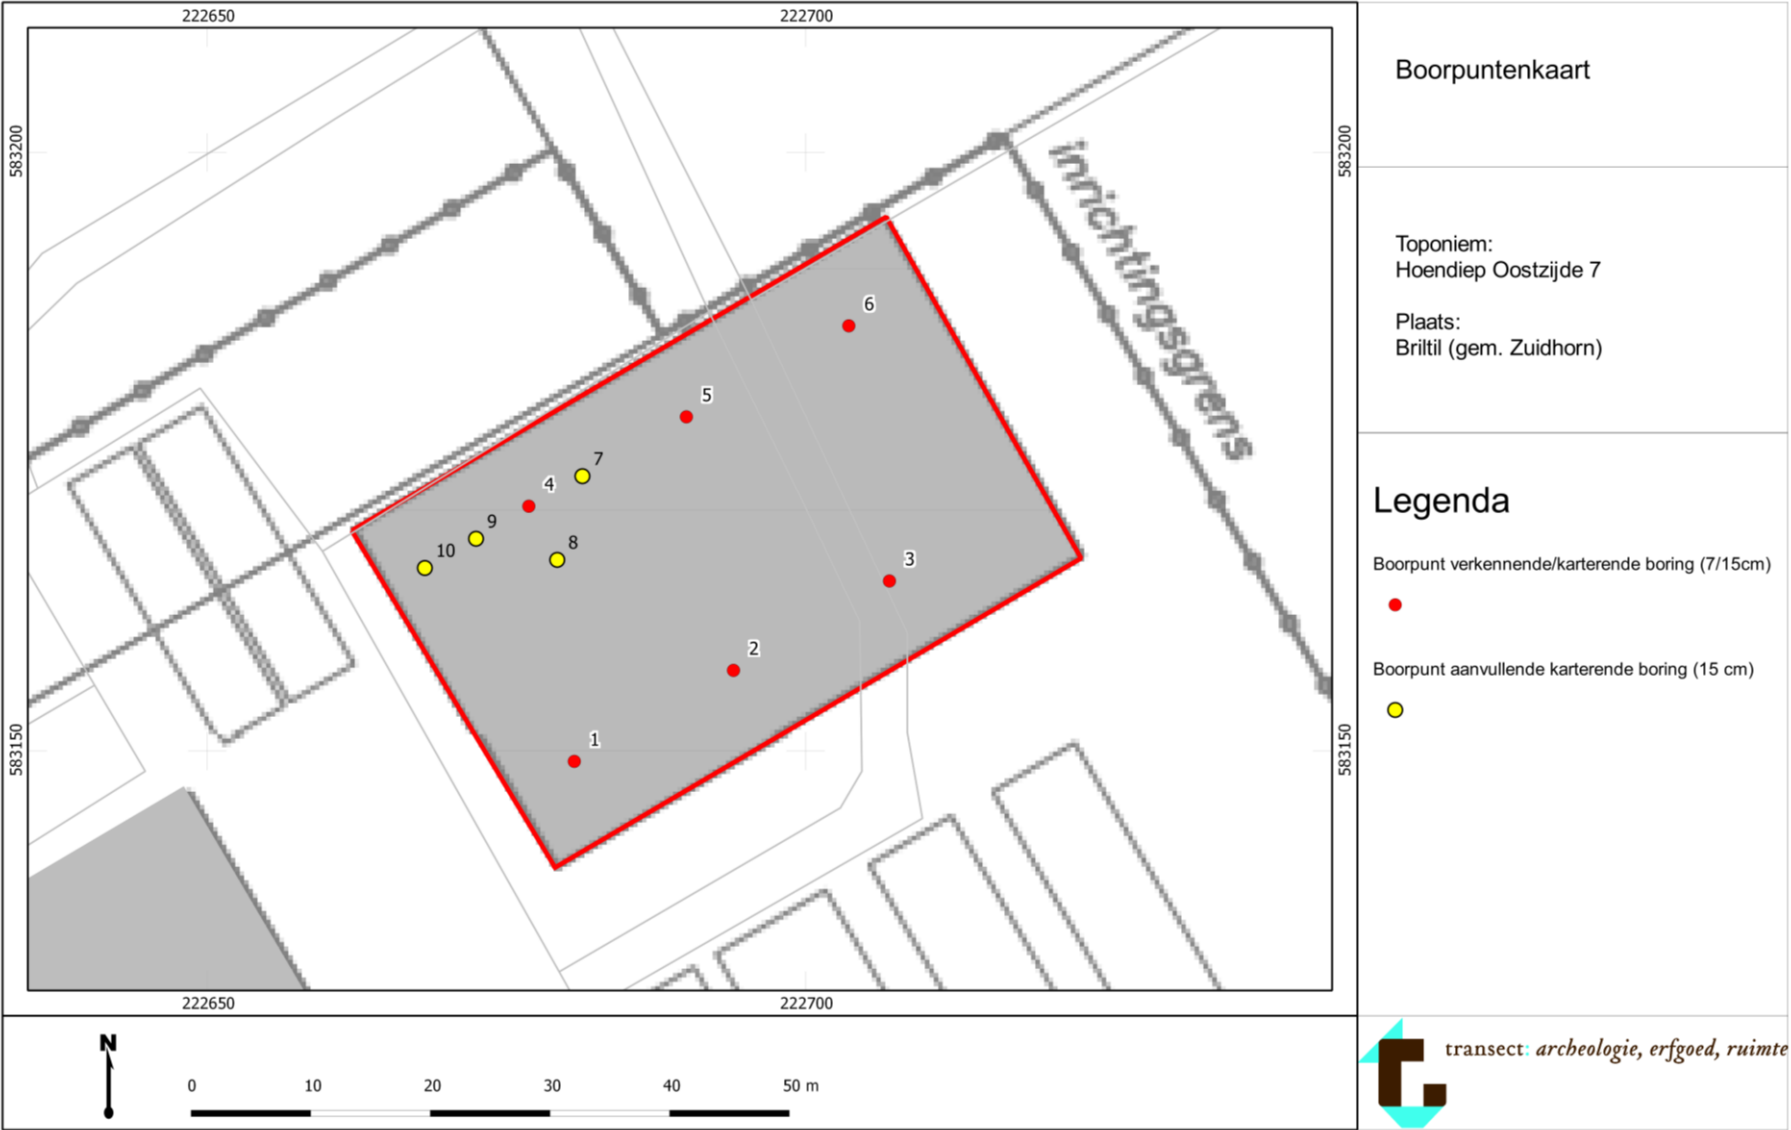 222650
222700
583200
583200
inrichtingsgrens
6
5
7
4
9
10
8
3
2
1
583150
583150
222650
222700
N
0 10 20 30 40 50 m
Boorpuntenkaart
Toponiem:
Hoendiep Oostzijde 7
Plaats:
Briltil (gem. Zuidhorn)
Legenda
Boorpunt verkennende/karterende boring (7/15cm)
Boorpunt aanvullende karterende boring (15 cm)
transect: archeologie, erfgoed, ruimte